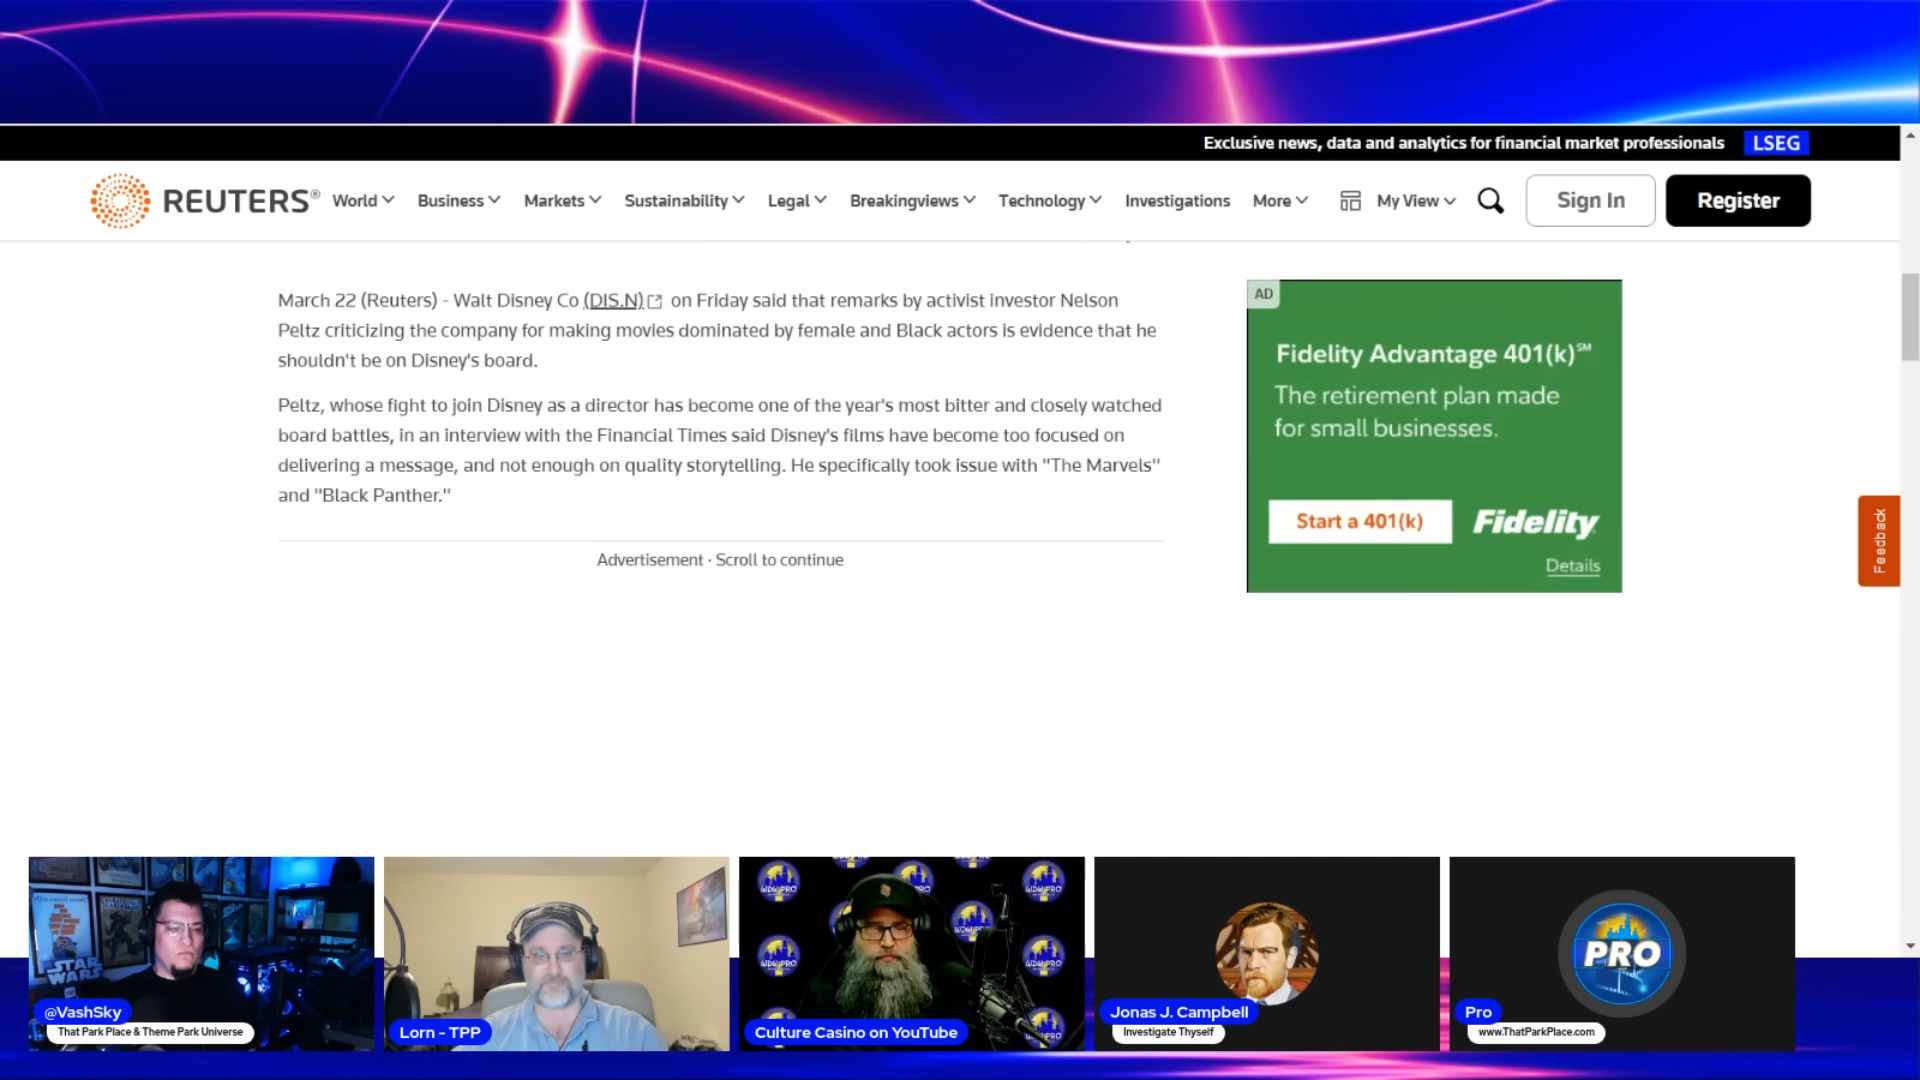 Exclusive news, data and analytics for financial market professionals LSEG
REUTERS® World Business Markets Sustainability Legal Breakingviews Technology Investigations More My View Sign In Register
March 22 (Reuters) - Walt Disney Co (DIS.N) on Friday said that remarks by activist investor Nelson
Peltz criticizing the company for making movies dominated by female and Black actors is evidence that he
shouldn't be on Disney's board.
Peltz, whose fight to join Disney as a director has become one of the year's most bitter and closely watched
board battles, in an interview with the Financial Times said Disney's films have become too focused on
delivering a message, and not enough on quality storytelling. He specifically took issue with "The Marvels"
and "Black Panther."
Advertisement · Scroll to continue
AD
Fidelity Advantage 401(k)℠
The retirement plan made
for small businesses.
Start a 401(k) Fidelity
Details
Feedback
STAR
WARS
@VashSky
That Park Place & Theme Park Universe
Lorn - TPP
WDW PRO
Culture Casino on YouTube
Jonas J. Campbell
Investigate Thyself
PRO
Pro
www.ThatParkPlace.com